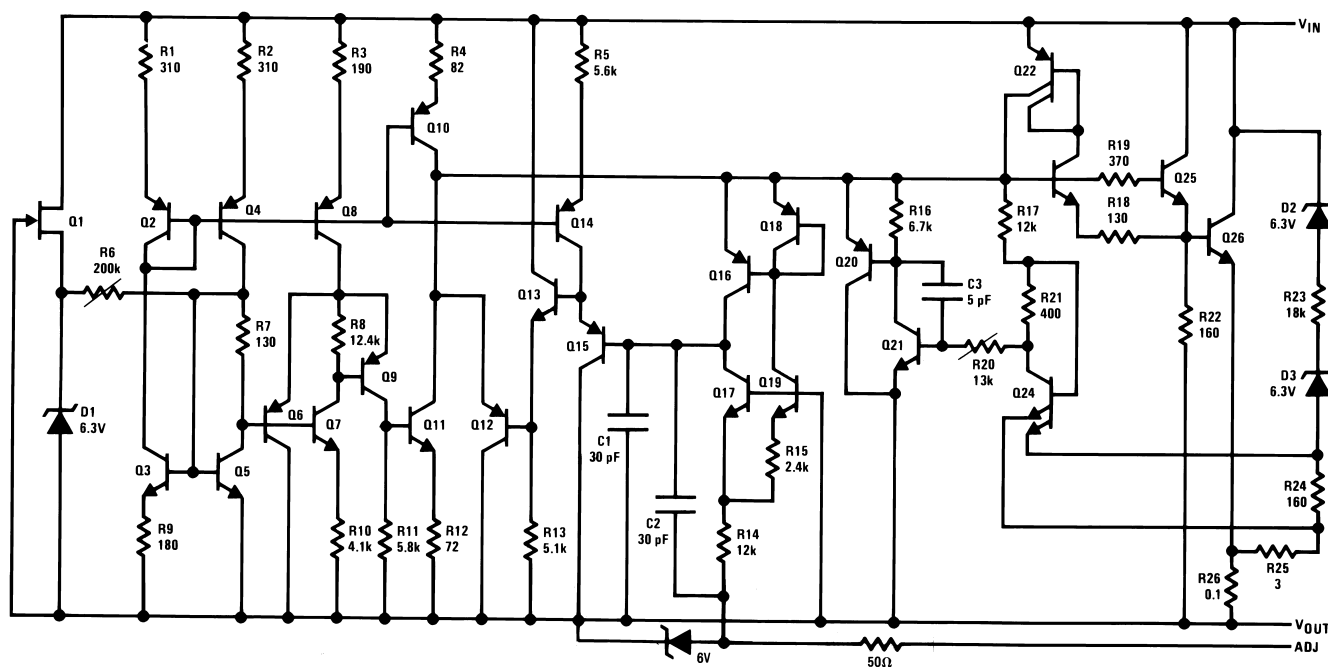 VIN
R1
310
R2
310
R3
190
R4
82
R5
5.6k
Q22
Q10
R19
370
Q25
Q1
Q2
Q4
Q8
Q14
Q18
R16
6.7k
R17
12k
R18
130
Q26
D2
6.3V
R6
200k
Q16
Q20
Q13
C3
5 pF
R7
130
R8
12.4k
Q15
Q21
R21
400
R22
160
R23
18k
Q9
R20
13k
D1
6.3V
Q6
Q7
Q11
Q12
Q17
Q19
Q24
D3
6.3V
C1
30 pF
R15
2.4k
Q3
Q5
R24
160
R9
180
R10
4.1k
R11
5.8k
R12
72
R13
5.1k
C2
30 pF
R14
12k
R25
3
R26
0.1
VOUT
6V
50Ω
ADJ